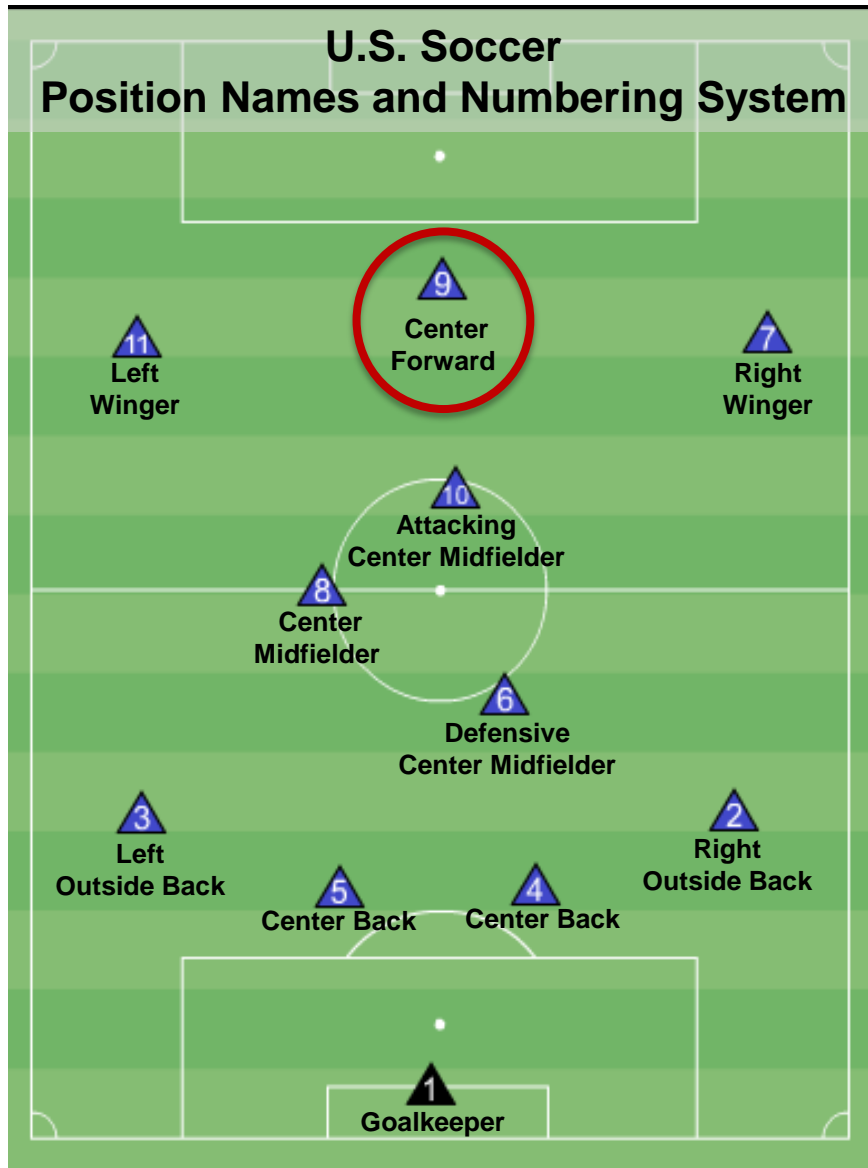 U.S. Soccer
Position Names and Numbering System
9
Center
Forward
11
Left
Winger
7
Right
Winger
10
Attacking
Center Midfielder
8
Center
Midfielder
6
Defensive
Center Midfielder
3
Left
Outside Back
2
Right
Outside Back
5
Center Back
4
Center Back
1
Goalkeeper